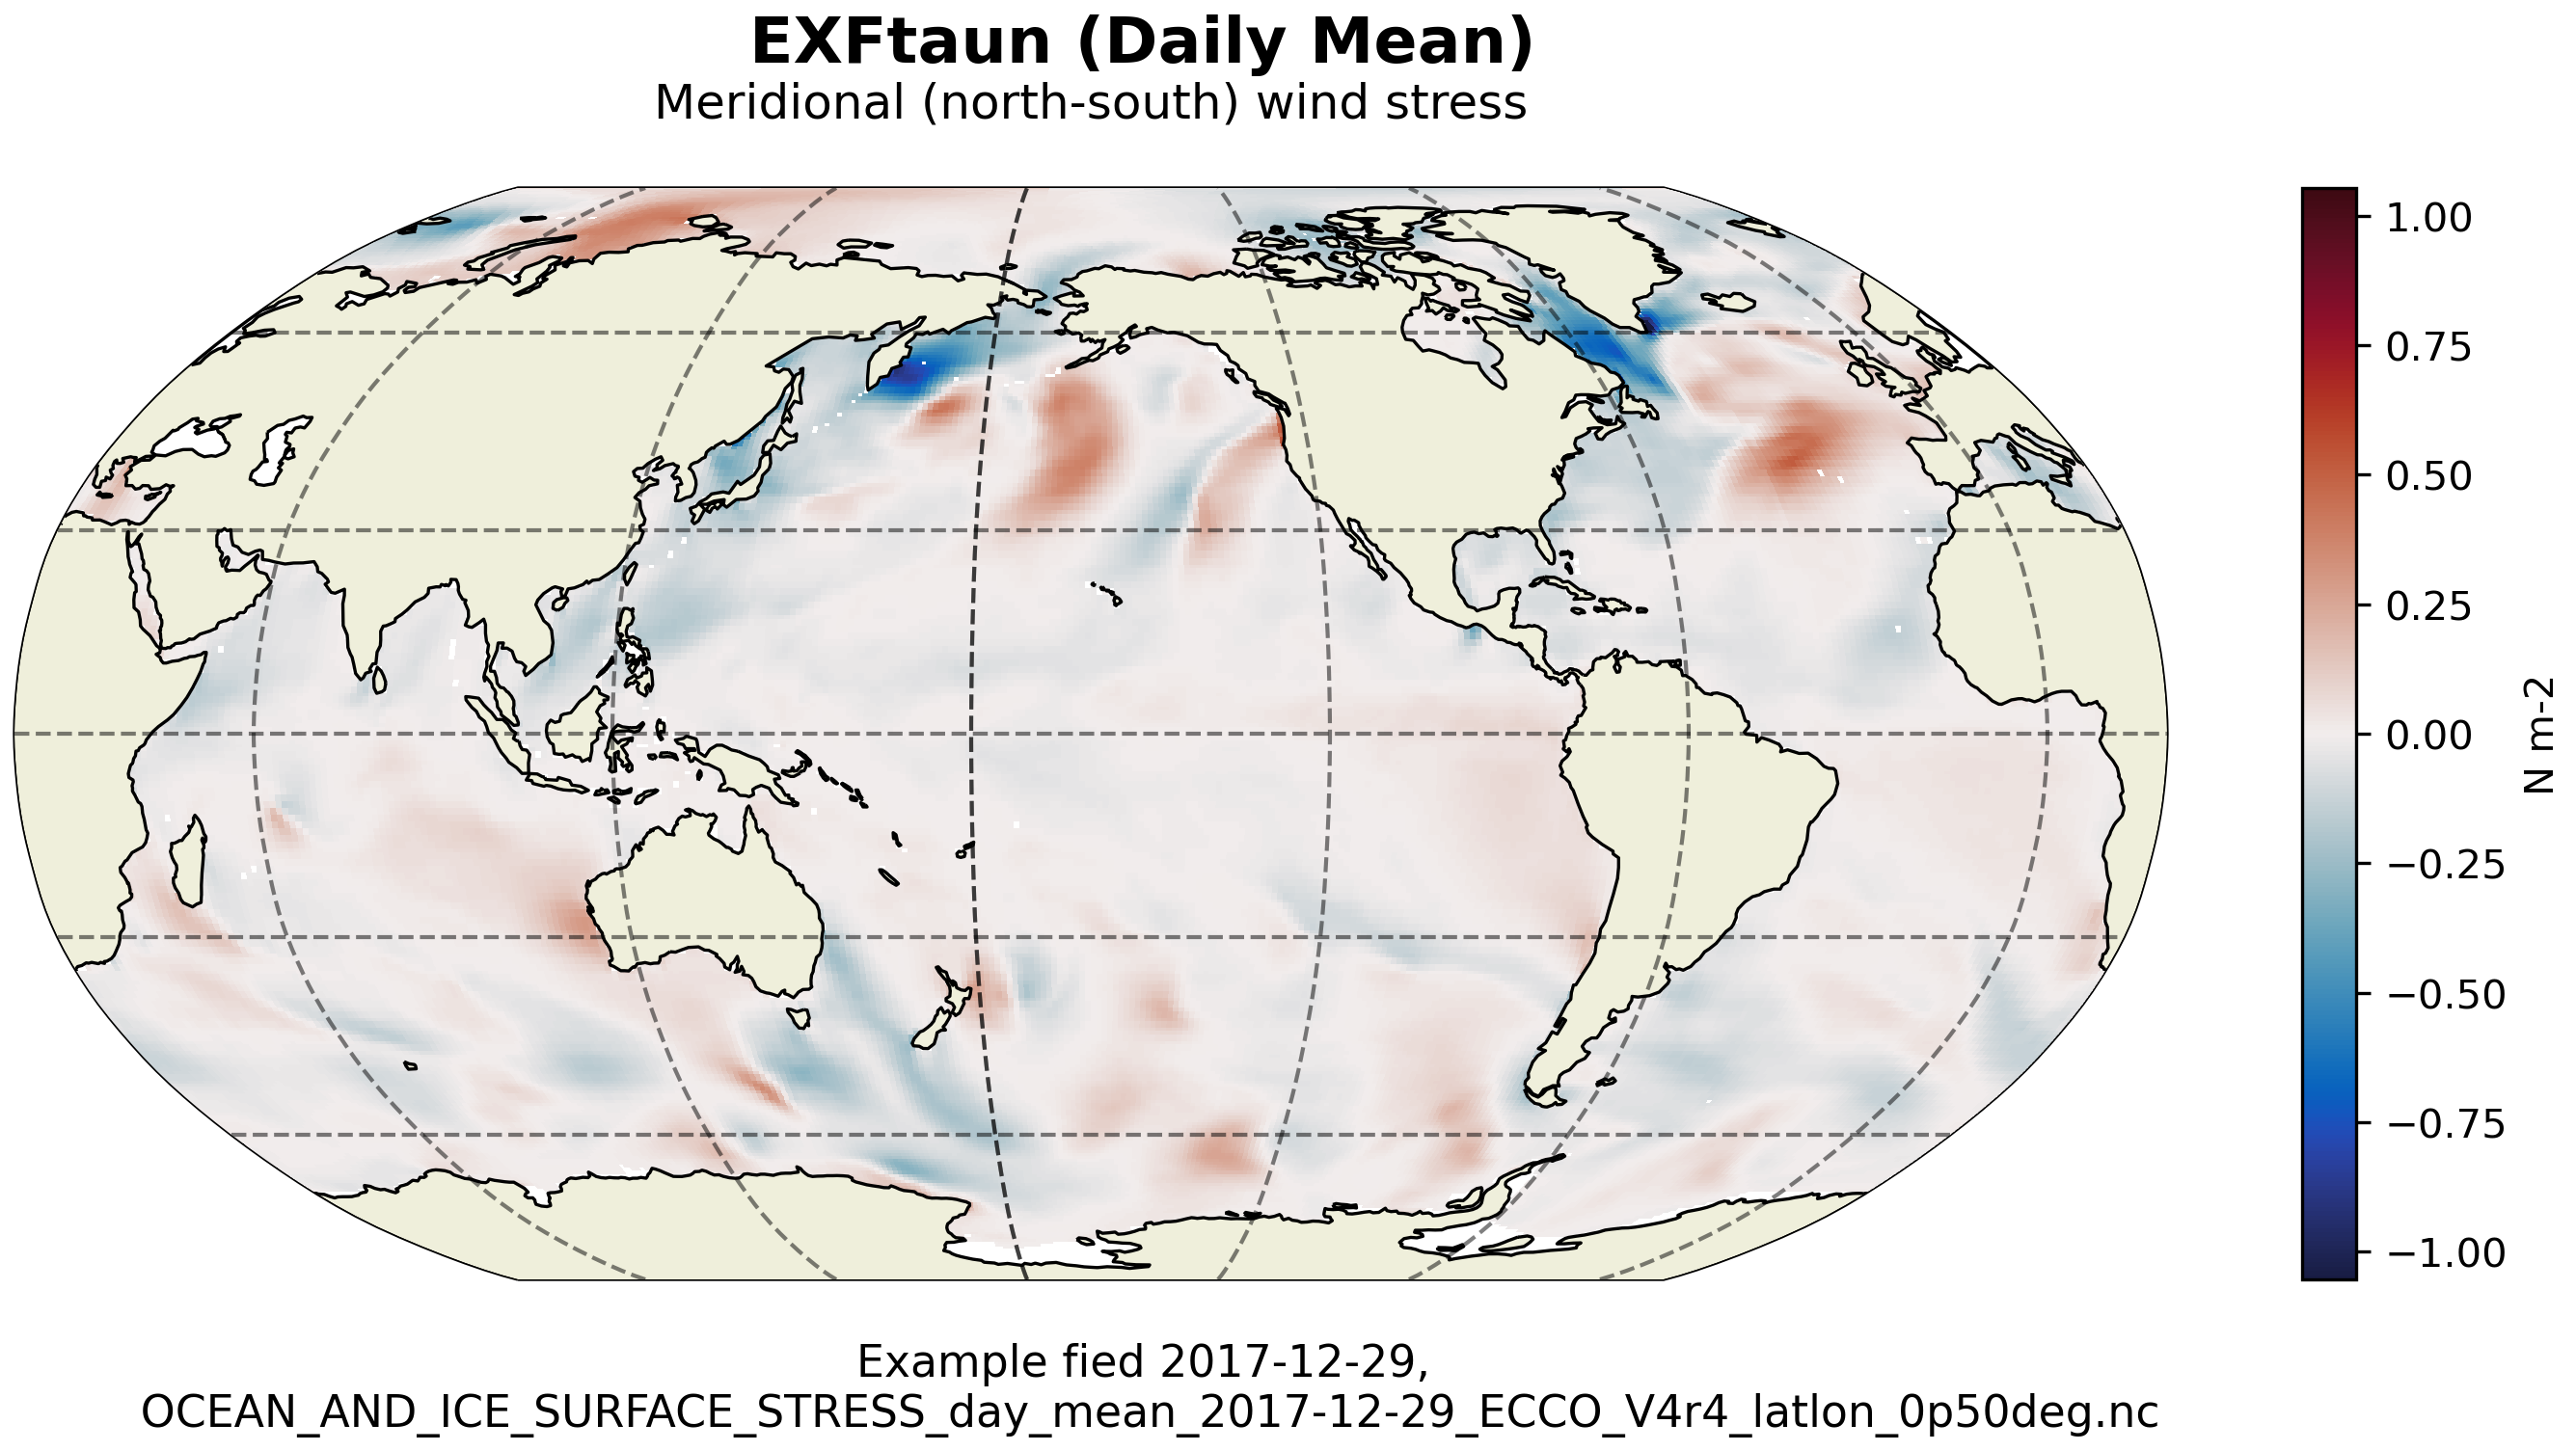 EXFtaun (Daily Mean)
Meridional (north-south) wind stress
1.00
0.75
0.50
0.25
0.00
−0.25
−0.50
−0.75
−1.00
N m-2
Example fied 2017-12-29,
OCEAN_AND_ICE_SURFACE_STRESS_day_mean_2017-12-29_ECCO_V4r4_latlon_0p50deg.nc